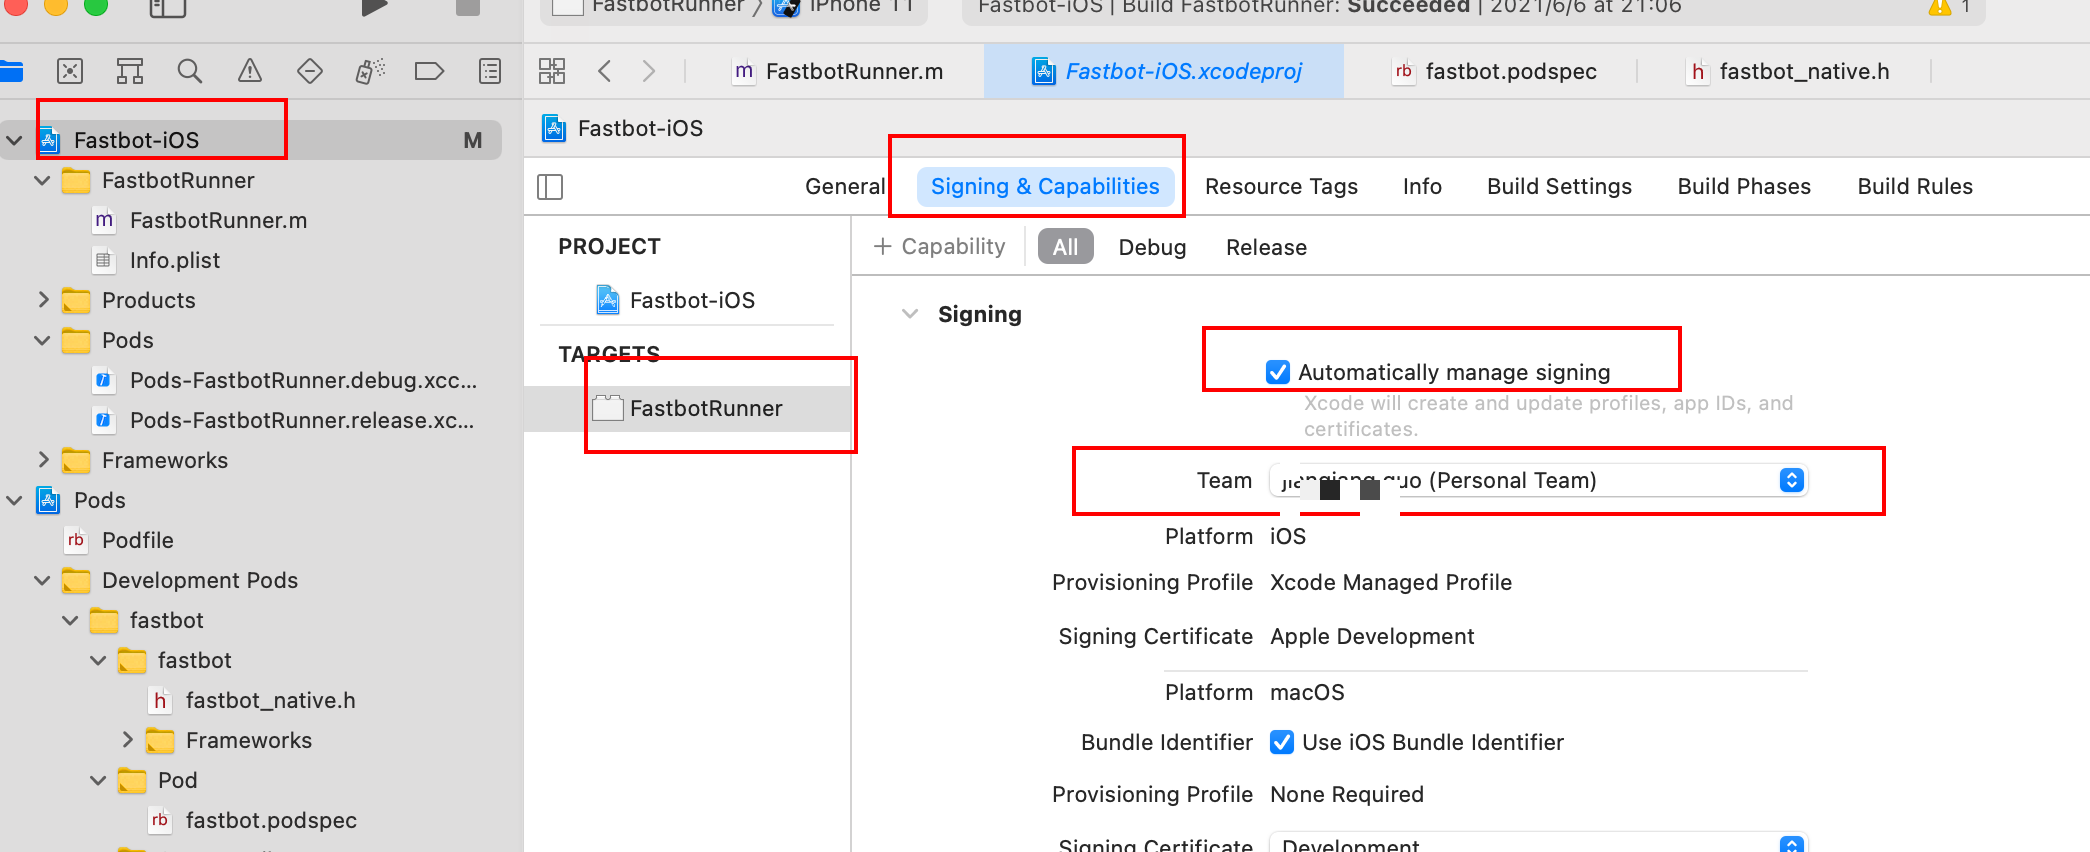 FastbotRunner
iPhone 11
Fastbot-iOS | Build FastbotRunner: Succeeded | 2021/6/6 at 21:06
1
m FastbotRunner.m
Fastbot-iOS.xcodeproj
rb fastbot.podspec
h fastbot_native.h
Fastbot-iOS M
FastbotRunner
m FastbotRunner.m
Info.plist
Products
Pods
Pods-FastbotRunner.debug.xcc...
Pods-FastbotRunner.release.xc...
Frameworks
Pods
rb Podfile
Development Pods
fastbot
fastbot
h fastbot_native.h
Frameworks
Pod
rb fastbot.podspec
Fastbot-iOS
General
Signing & Capabilities
Resource Tags
Info
Build Settings
Build Phases
Build Rules
PROJECT
Fastbot-iOS
TARGETS
FastbotRunner
+ Capability
All
Debug
Release
Signing
Automatically manage signing
Xcode will create and update profiles, app IDs, and
certificates.
Team guo (Personal Team)
Platform iOS
Provisioning Profile Xcode Managed Profile
Signing Certificate Apple Development
Platform macOS
Bundle Identifier Use iOS Bundle Identifier
Provisioning Profile None Required
Signing Certificate Development